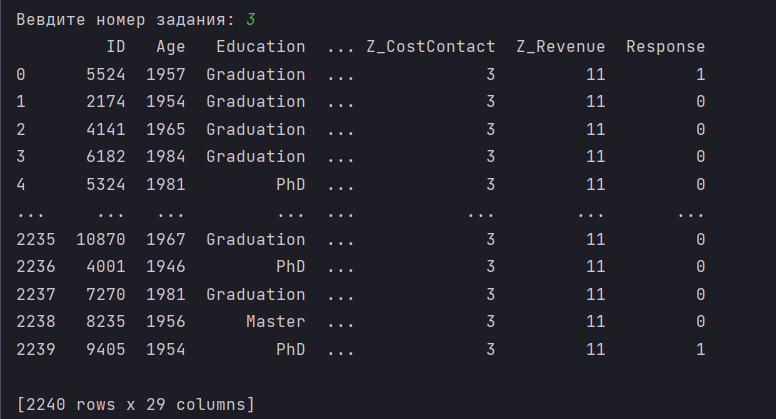 Вевдите номер задания: 3
ID Age Education ... Z_CostContact Z_Revenue Response
0 5524 1957 Graduation ... 3 11 1
1 2174 1954 Graduation ... 3 11 0
2 4141 1965 Graduation ... 3 11 0
3 6182 1984 Graduation ... 3 11 0
4 5324 1981 PhD ... 3 11 0
... ... ... ... ... ... ... ...
2235 10870 1967 Graduation ... 3 11 0
2236 4001 1946 PhD ... 3 11 0
2237 7270 1981 Graduation ... 3 11 0
2238 8235 1956 Master ... 3 11 0
2239 9405 1954 PhD ... 3 11 1
[2240 rows x 29 columns]